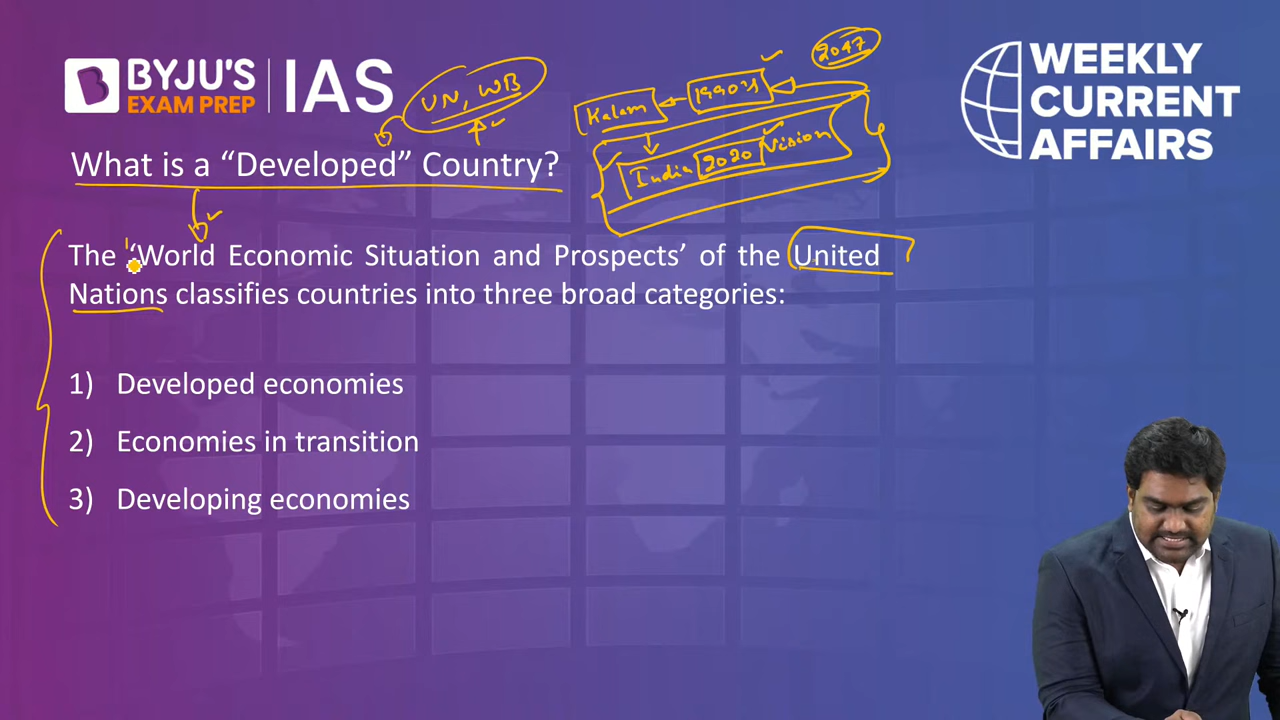 BYJU'S
EXAM PREP
IAS
UN, WB
Kalam
1990's
2047
India 2020 Vision
WEEKLY
CURRENT
AFFAIRS
What is a “Developed” Country?
The ‘World Economic Situation and Prospects’ of the United
Nations classifies countries into three broad categories:
1) Developed economies
2) Economies in transition
3) Developing economies